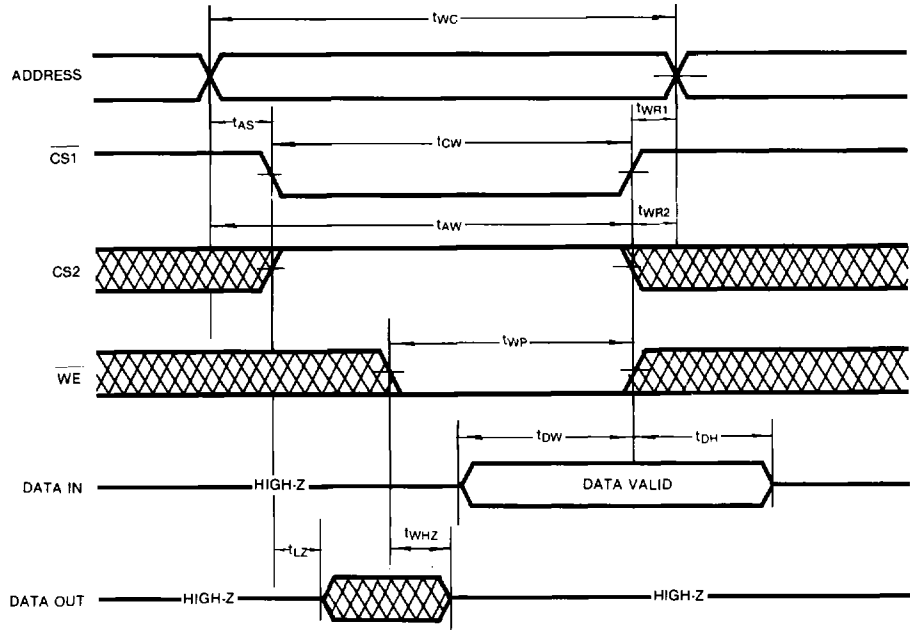 tWC
ADDRESS
tAS
tWR1
CS1
tCW
tAW
tWR2
CS2
tWP
WE
tDW
tDH
DATA IN
HIGH-Z
DATA VALID
tLZ
tWHZ
DATA OUT
HIGH-Z
HIGH-Z